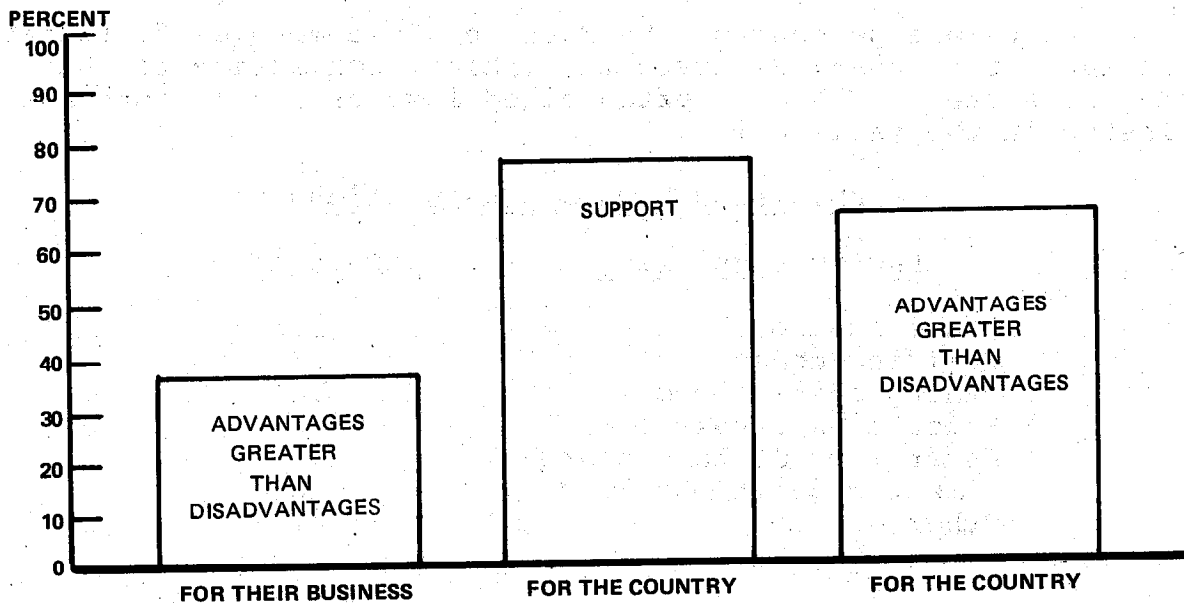 PERCENT
100
90
80
70
60
50
40
30
20
10
0
ADVANTAGES
GREATER
THAN
DISADVANTAGES
SUPPORT
ADVANTAGES
GREATER
THAN
DISADVANTAGES
FOR THEIR BUSINESS
FOR THE COUNTRY
FOR THE COUNTRY